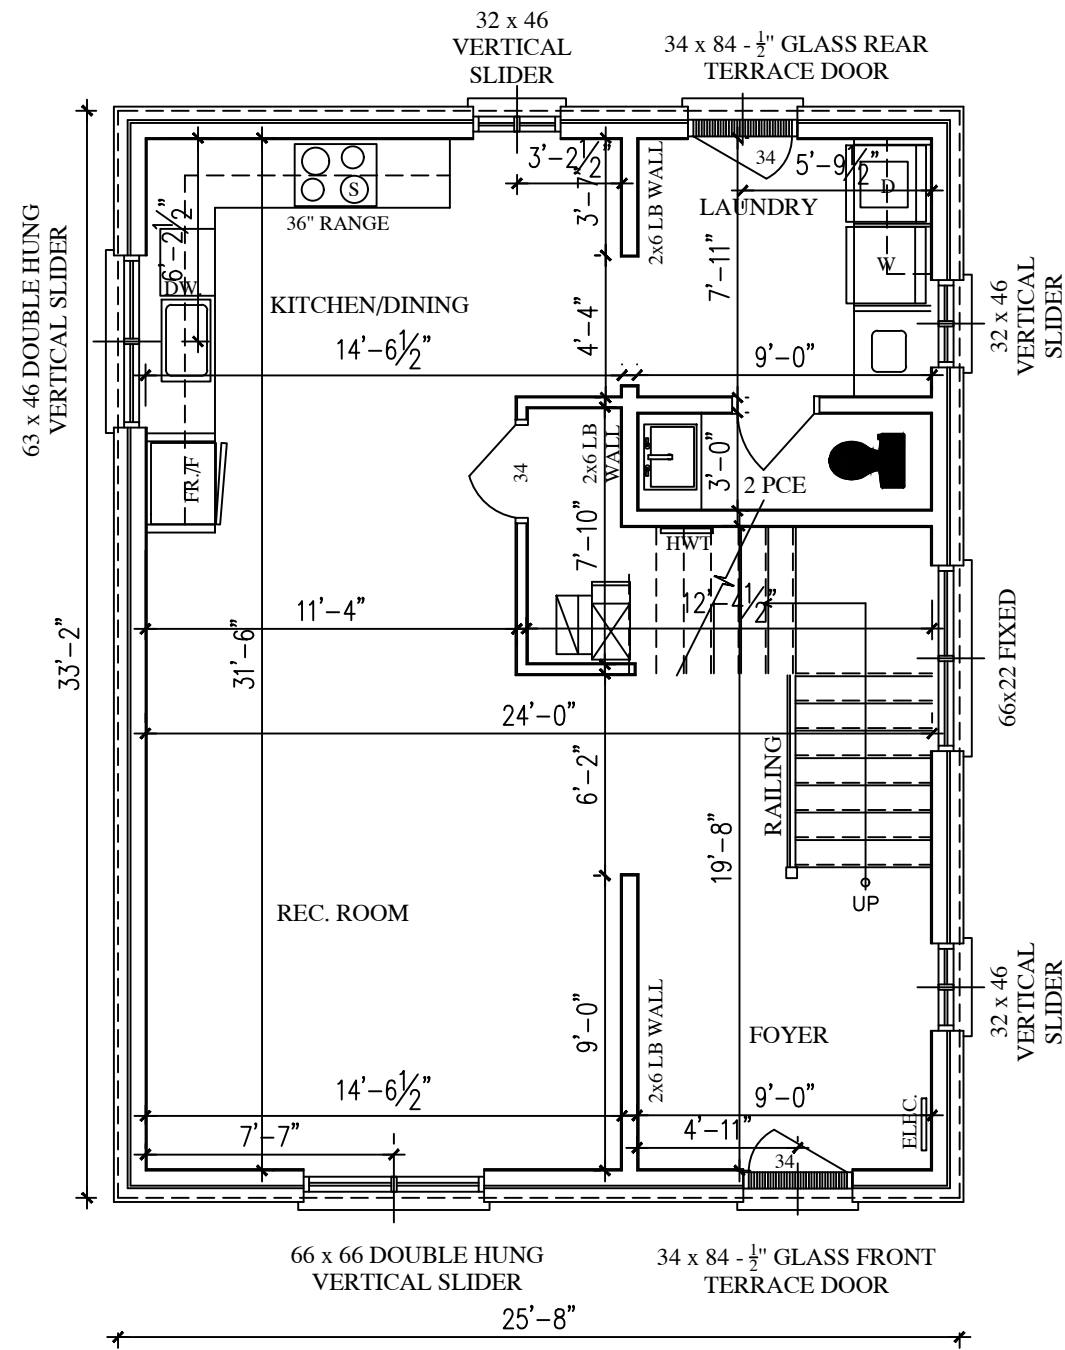 32 x 46
VERTICAL
SLIDER
34 x 84 - ½" GLASS REAR
TERRACE DOOR
34
3'-2½"
5'-9½"
3'-7"
2x6 LB WALL
D
S
36" RANGE
LAUNDRY
6'-2½"
7'-11"
W
DW.
63 x 46 DOUBLE HUNG
VERTICAL SLIDER
KITCHEN/DINING
4'-4"
32 x 46
VERTICAL
SLIDER
14'-6½"
9'-0"
2x6 LB
WALL
34
3'-0"
FR./F
2 PCE
7'-10"
HWT
11'-4"
12'-4½"
33'-2"
31'-6"
66x22 FIXED
24'-0"
6'-2"
RAILING
19'-8"
UP
REC. ROOM
9'-0"
2x6 LB WALL
FOYER
32 x 46
VERTICAL
SLIDER
14'-6½"
9'-0"
ELEC.
7'-7"
4'-11"
34
66 x 66 DOUBLE HUNG
VERTICAL SLIDER
34 x 84 - ½" GLASS FRONT
TERRACE DOOR
25'-8"